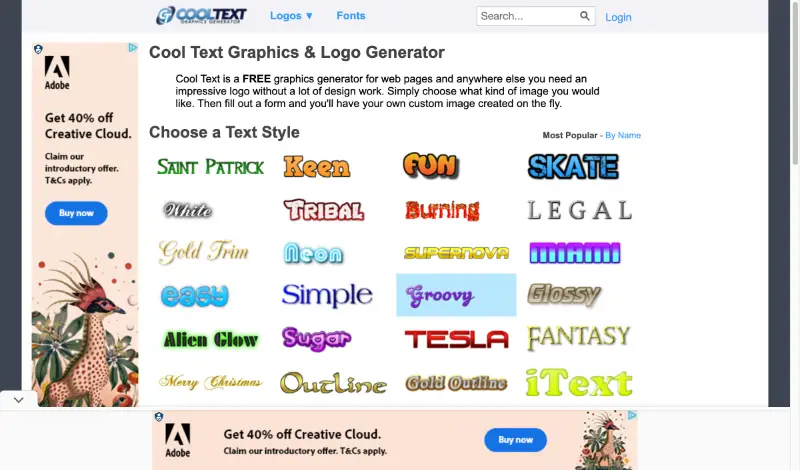 COOLTEXT
GRAPHICS GENERATOR
Logos ▼
Fonts
Search...
Login
Adobe
Get 40% off
Creative Cloud.
Claim our
introductory offer.
T&Cs apply.
Buy now
Cool Text Graphics & Logo Generator
Cool Text is a FREE graphics generator for web pages and anywhere else you need an
impressive logo without a lot of design work. Simply choose what kind of image you would
like. Then fill out a form and you'll have your own custom image created on the fly.
Choose a Text Style
Most Popular - By Name
Saint Patrick Keen Fun SKATE
White Tribal Burning LEGAL
Gold Trim Neon SUPERNOVA MIAMI
easy Simple Groovy Glossy
Alien Glow Sugar TESLA FANTASY
Merry Christmas Outline Gold Outline iText
Adobe
Get 40% off Creative Cloud.
Claim our introductory offer. T&Cs apply.
Buy now